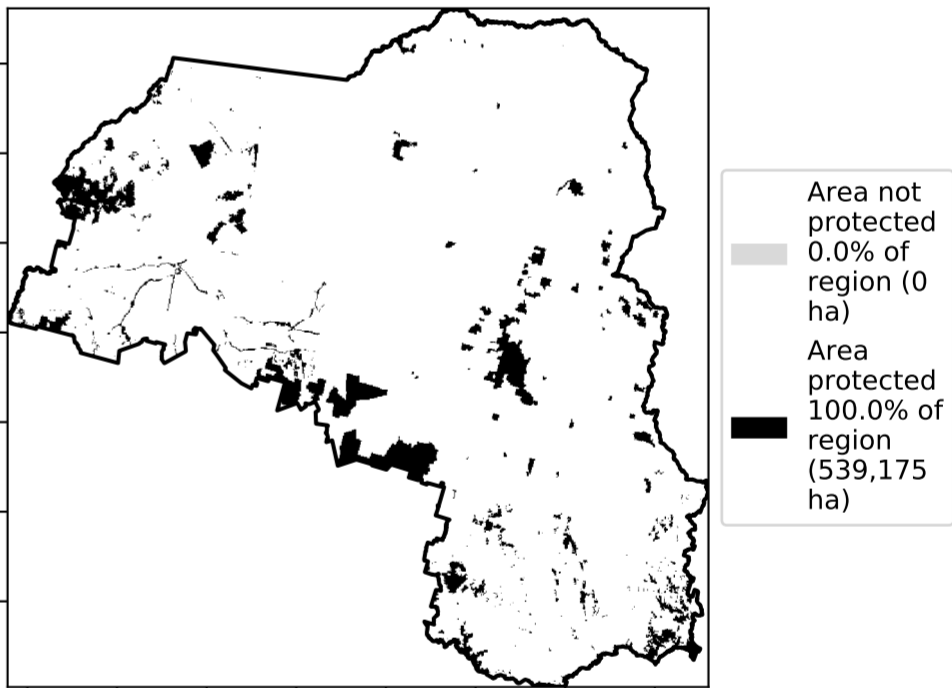 Area not
protected
0.0% of
region (0
ha)
Area
protected
100.0% of
region
(539,175
ha)